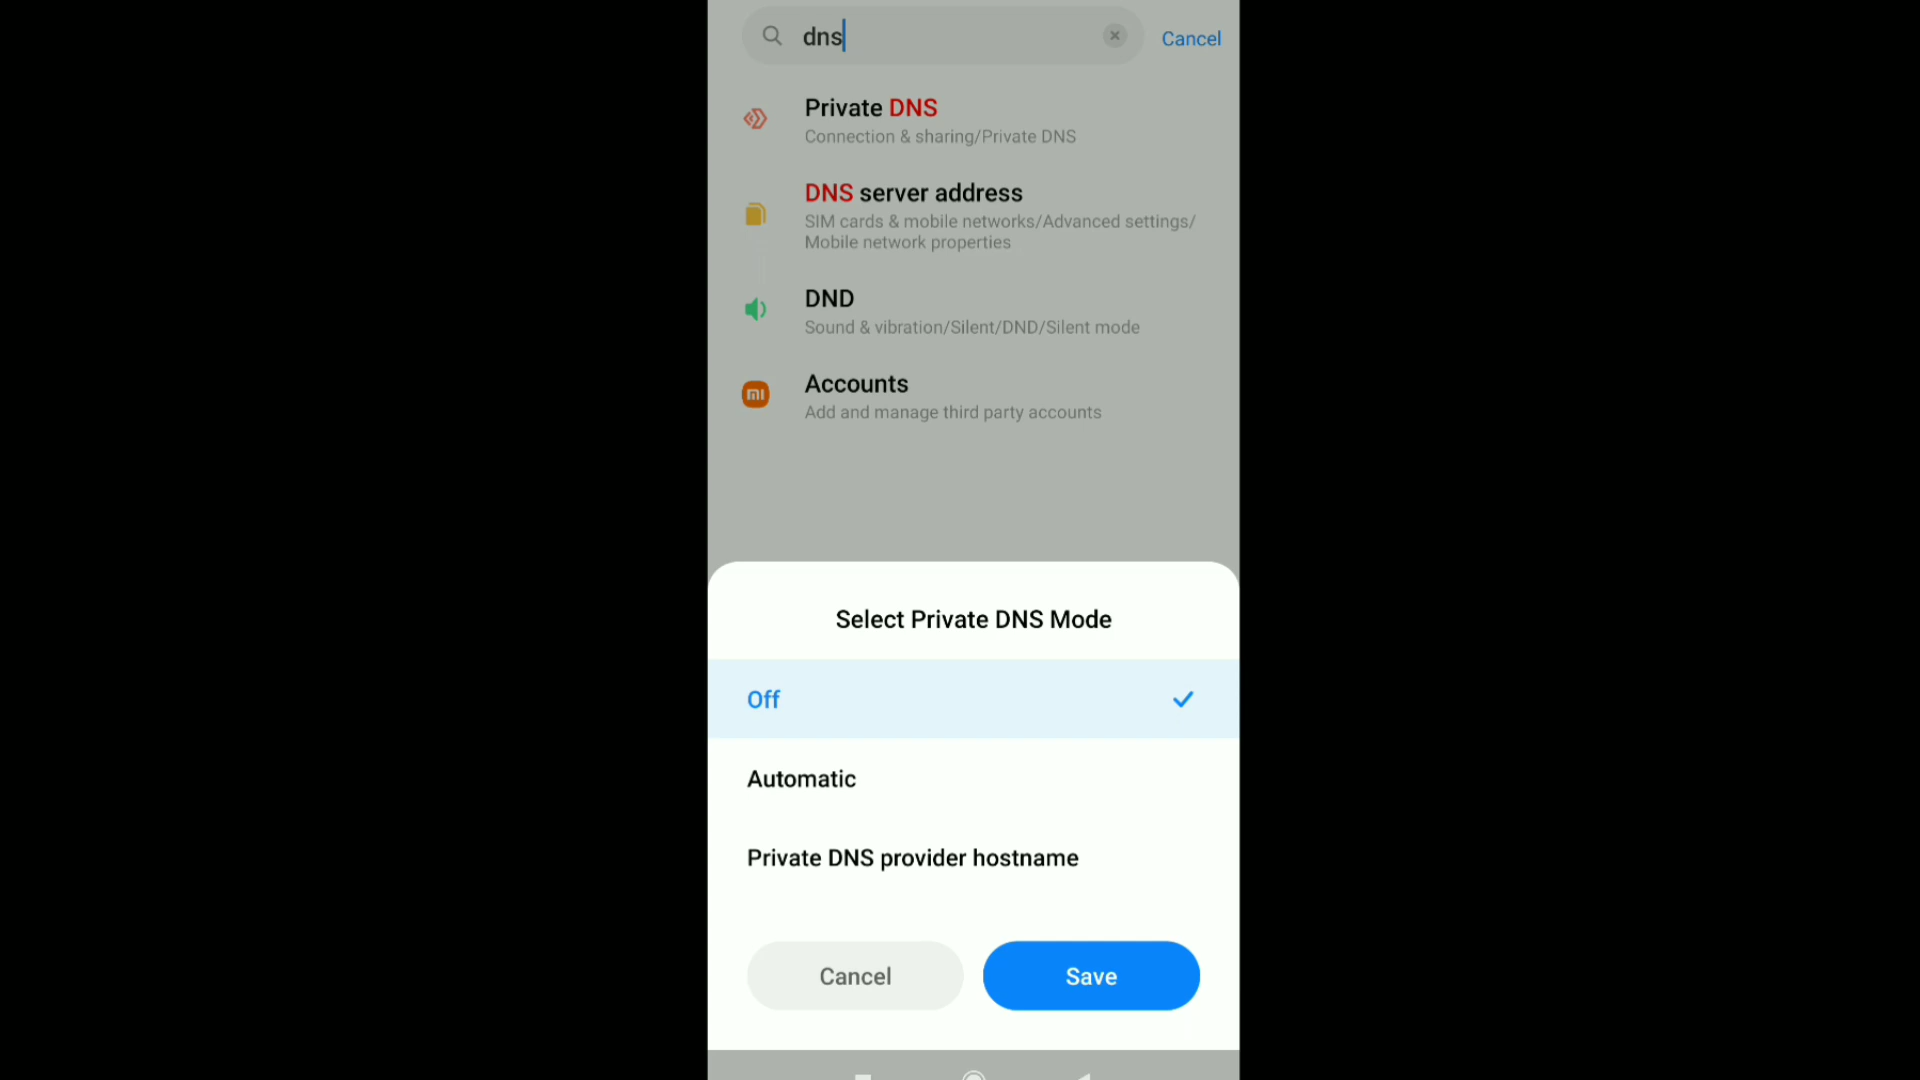 dns
Cancel
Private DNS
Connection & sharing/Private DNS
DNS server address
SIM cards & mobile networks/Advanced settings/
Mobile network properties
DND
Sound & vibration/Silent/DND/Silent mode
mi
Accounts
Add and manage third party accounts
Select Private DNS Mode
Off
Automatic
Private DNS provider hostname
Cancel
Save